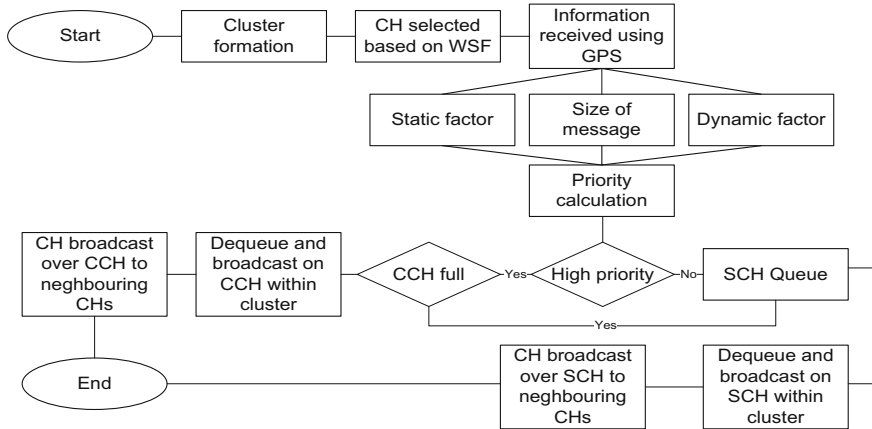 Start
Cluster
formation
CH selected
based on WSF
Information
received using
GPS
Static factor
Size of
message
Dynamic factor
Priority
calculation
CH broadcast
over CCH to
neghbouring
CHs
Dequeue and
broadcast on
CCH within
cluster
CCH full
Yes
High priority
No
SCH Queue
Yes
End
CH broadcast
over SCH to
neighbouring
CHs
Dequeue and
broadcast on
SCH within
cluster